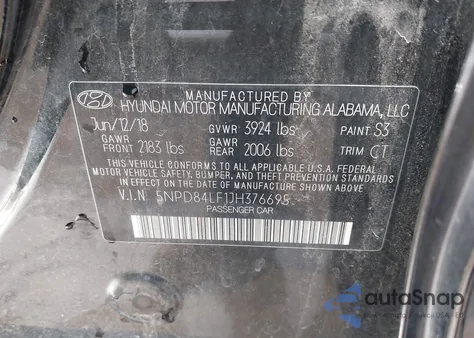 MANUFACTURED BY
HYUNDAI MOTOR MANUFACTURING ALABAMA, LLC
Jun/12/18 GVWR 3924 lbs PAINT S3
GAWR FRONT 2183 lbs GAWR REAR 2006 lbs TRIM CT
THIS VEHICLE CONFORMS TO ALL APPLICABLE U.S.A. FEDERAL
MOTOR VEHICLE SAFETY, BUMPER, AND THEFT PREVENTION STANDARDS
IN EFFECT ON THE DATE OF MANUFACTURE SHOWN ABOVE.
V.I.N 5NPD84LF1JH376695
PASSENGER CAR
autoSnap